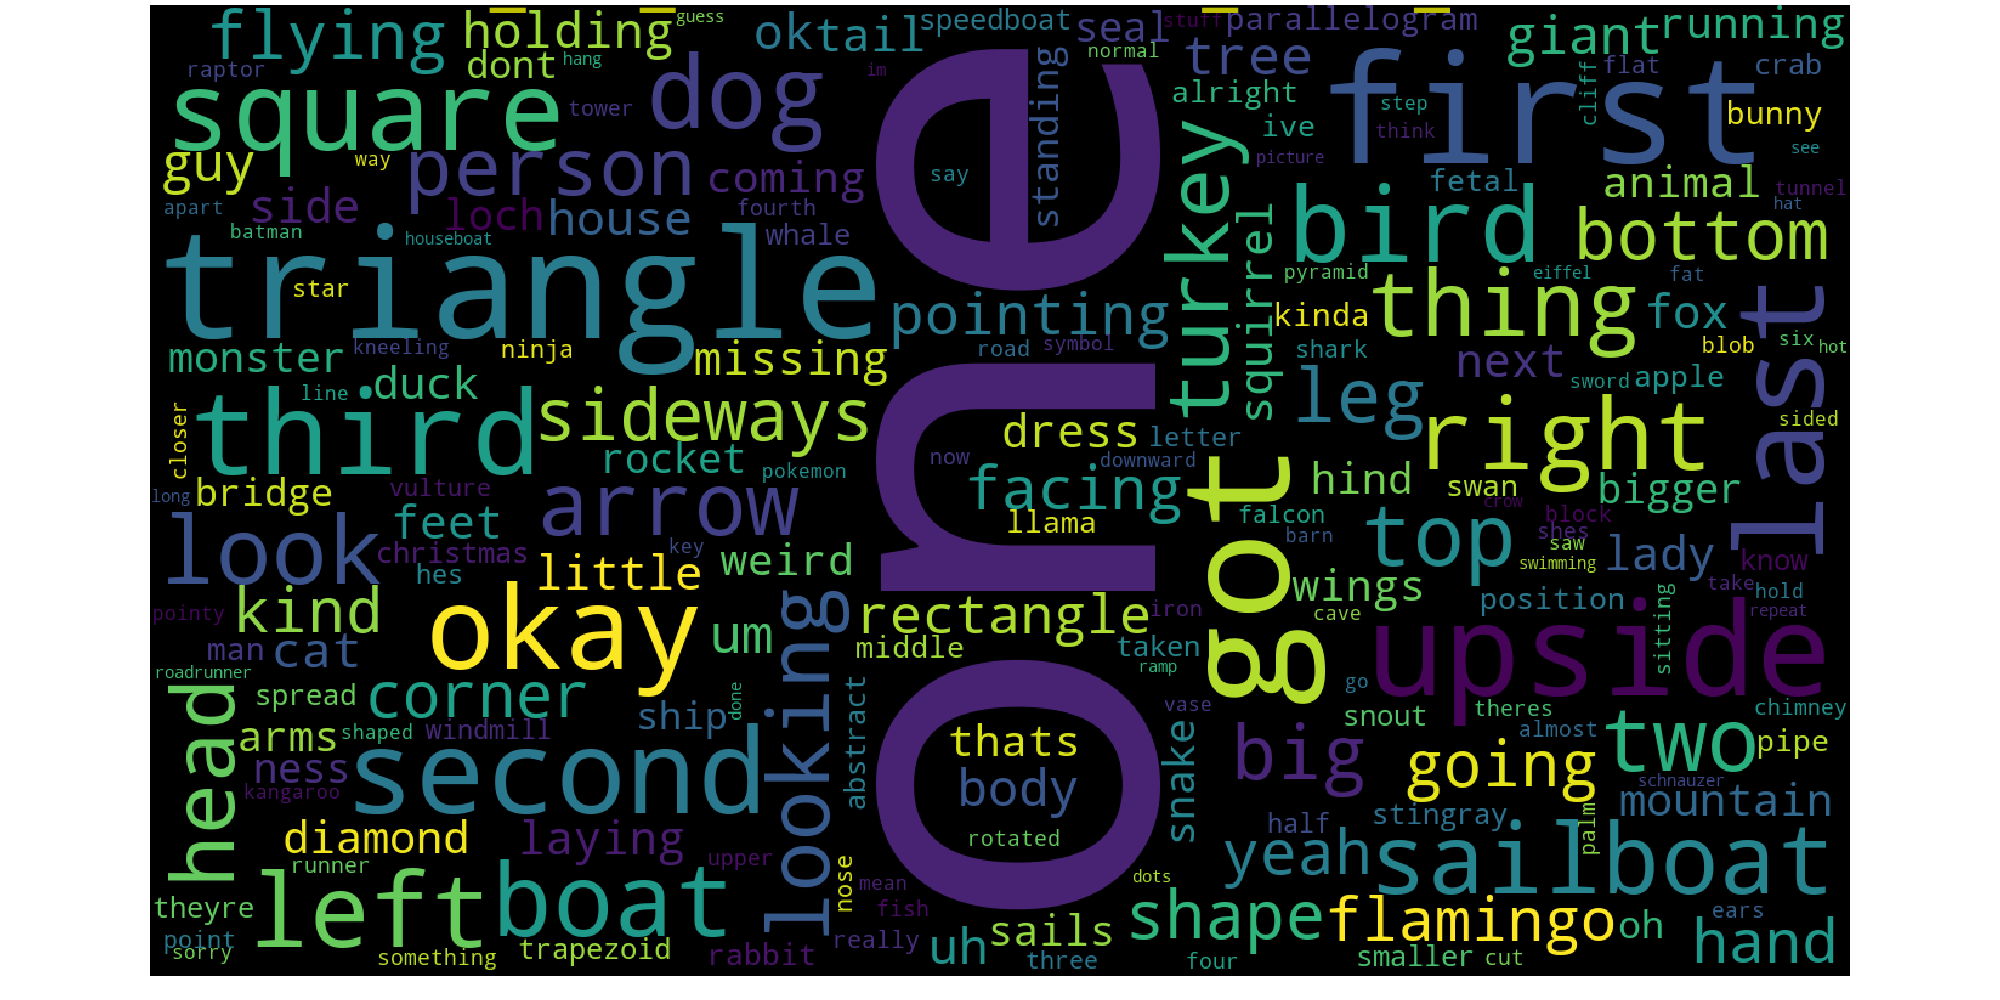 flying
holding
guess
oktail
speedboat
seal
stuff
parallelogram
giant
running
raptor
dont
hang
dog
im
normal
tree
flat
crab
square
tower
standing
alright
step
first
cliff
bunny
guy
way
person
coming
say
one
turkey
ive
think
picture
see
apart
side
loch
house
fourth
whale
squirrel
fetal
animal
tunnel
hat
batman
houseboat
bird
bottom
triangle
star
pointing
pyramid
eiffel
fat
kinda
thing
fox
last
monster
kneeling
ninja
missing
road
symbol
shark
next
blob
six
hot
line
duck
leg
sword
apple
closer
third
sideways
dress
letter
right
sided
rocket
pokemon
now
downward
facing
got
hind
swan
bigger
long
bridge
vulture
arrow
llama
falcon
crow
block
look
feet
barn
top
shes
saw
lady
know
christmas
key
weird
hes
little
swimming
take
pointy
kind
okay
um
looking
rectangle
iron
wings
cave
position
hold
repeat
man
cat
middle
taken
upside
sitting
roadrunner
ramp
head
spread
corner
abstract
done
go
snout
theres
chimney
arms
shaped
windmill
ship
vase
thats
snake
big
almost
two
pipe
ness
second
body
going
schnauzer
kangaroo
mountain
diamond
laying
rotated
half
stingray
palm
runner
upper
nose
mean
dots
yeah
sailboat
theyre
left
boat
fish
shape
flamingo
ears
point
sorry
something
trapezoid
rabbit
really
uh
sails
three
four
smaller
cut
oh
hand